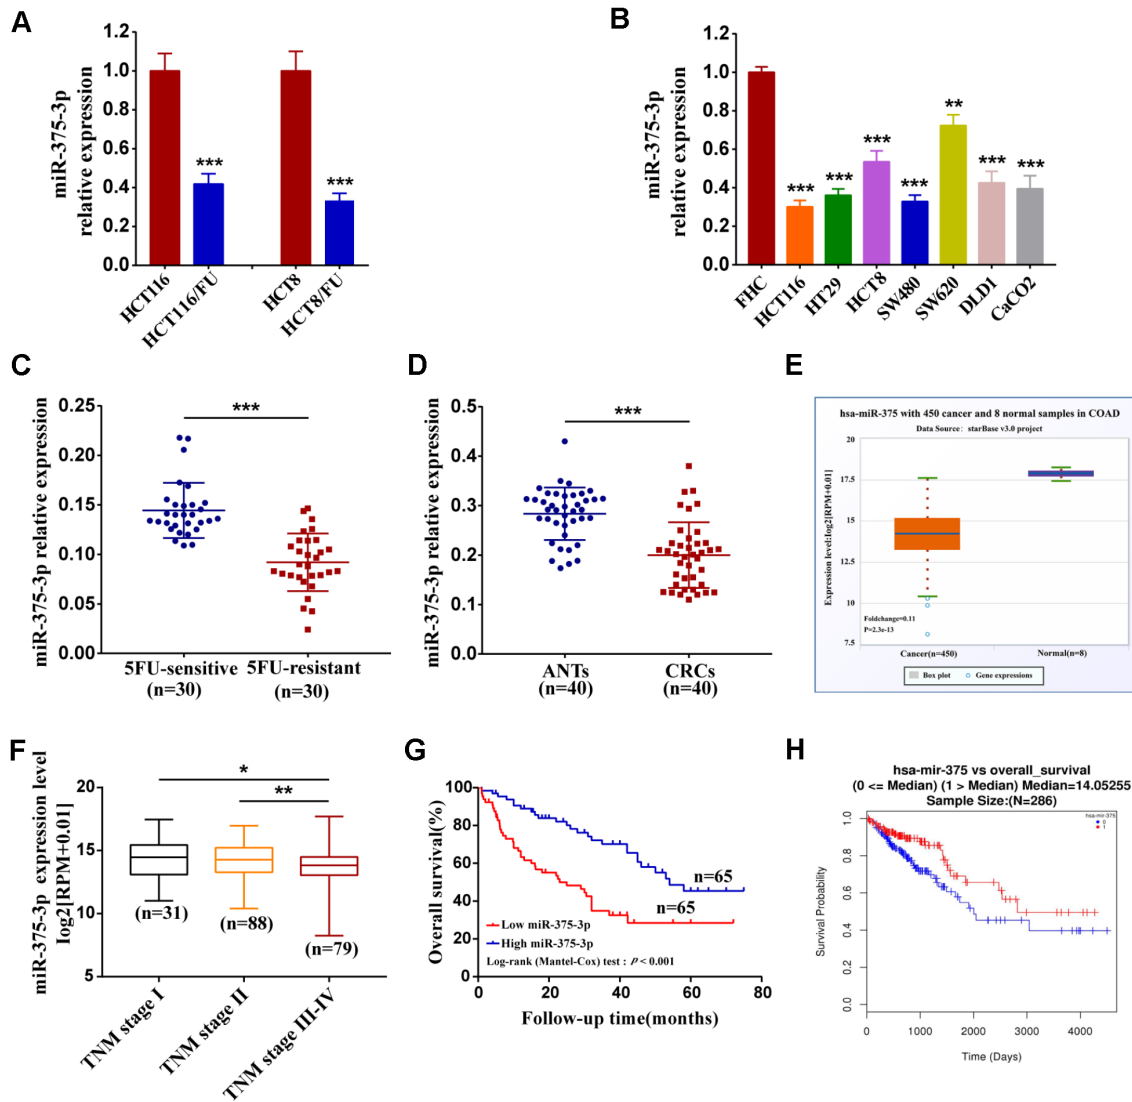 A
miR-375-3p
relative expression
1.2
1.0
0.8
0.6
0.4
0.2
0.0
***
***
HCT116
HCT116/FU
HCT8
HCT8/FU
B
miR-375-3p
relative expression
1.2
1.0
0.8
0.6
0.4
0.2
0.0
***
***
***
***
**
***
***
FHC
HCT116
HT29
HCT8
SW480
SW620
DLD1
CaCO2
C
miR-375-3p relative expression
0.25
0.20
0.15
0.10
0.05
0.00
***
5FU-sensitive
(n=30)
5FU-resistant
(n=30)
D
miR-375-3p relative expression
0.5
0.4
0.3
0.2
0.1
0.0
***
ANTs
(n=40)
CRCs
(n=40)
E
hsa-miR-375 with 450 cancer and 8 normal samples in COAD
Data Source: starBase v3.0 project
Expression level:log2[RPM+0.01]
20
17.5
15
12.5
10
7.5
Foldchange=0.11
P=2.3e-13
Cancer(n=450)
Normal(n=8)
Box plot
Gene expressions
F
miR-375-3p expression level
log2[RPM+0.01]
20
15
10
5
*
**
(n=31)
(n=88)
(n=79)
TNM stage I
TNM stage II
TNM stage III-IV
G
Overall survival(%)
100
80
60
40
20
0
n=65
n=65
Low miR-375-3p
High miR-375-3p
Log-rank (Mantel-Cox) test : P < 0.001
0
20
40
60
80
Follow-up time(months)
H
hsa-mir-375 vs overall_survival
(0 <= Median) (1 > Median) Median=14.05255
Sample Size:(N=286)
hsa-mir-375
0
1
Survival Probability
1.0
0.8
0.6
0.4
0.2
0.0
0
1000
2000
3000
4000
Time (Days)